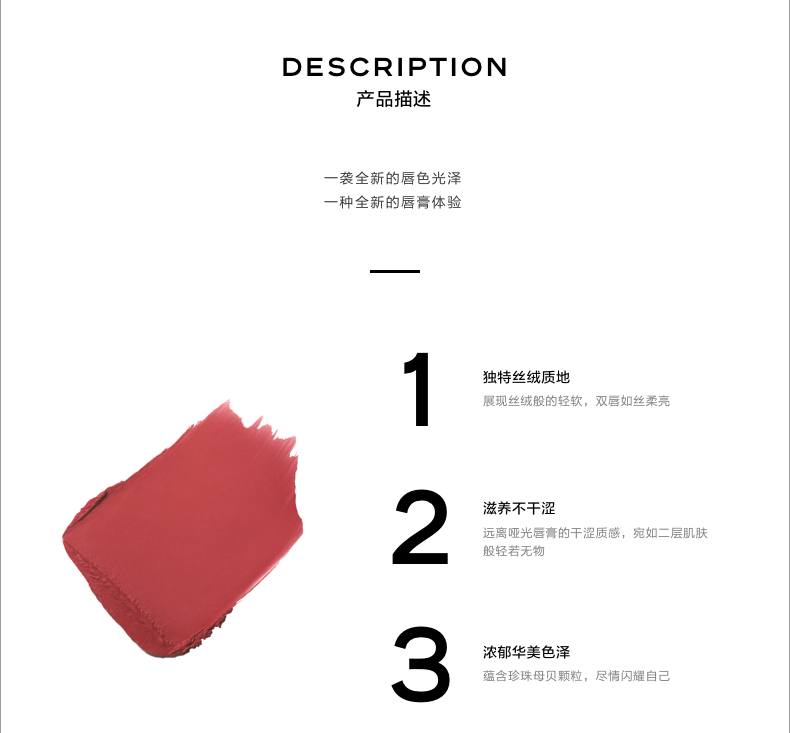 DESCRIPTION
产品描述
一袭全新的唇色光泽
一种全新的唇膏体验
1
独特丝绒质地
展现丝绒般的轻软，双唇如丝柔亮
2
滋养不干涩
远离哑光唇膏的干涩质感，宛如二层肌肤
般轻若无物
3
浓郁华美色泽
蕴含珍珠母贝颗粒，尽情闪耀自己